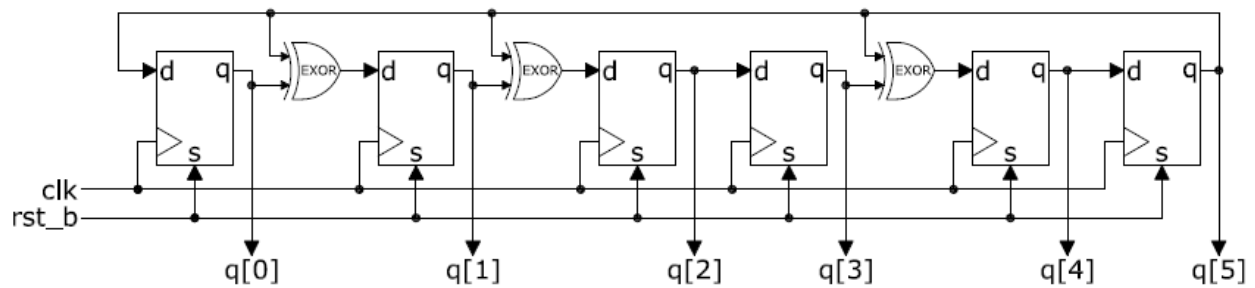 d q EXOR d q EXOR d q d q EXOR d q d q
s s s s s s
clk
rst_b
q[0] q[1] q[2] q[3] q[4] q[5]